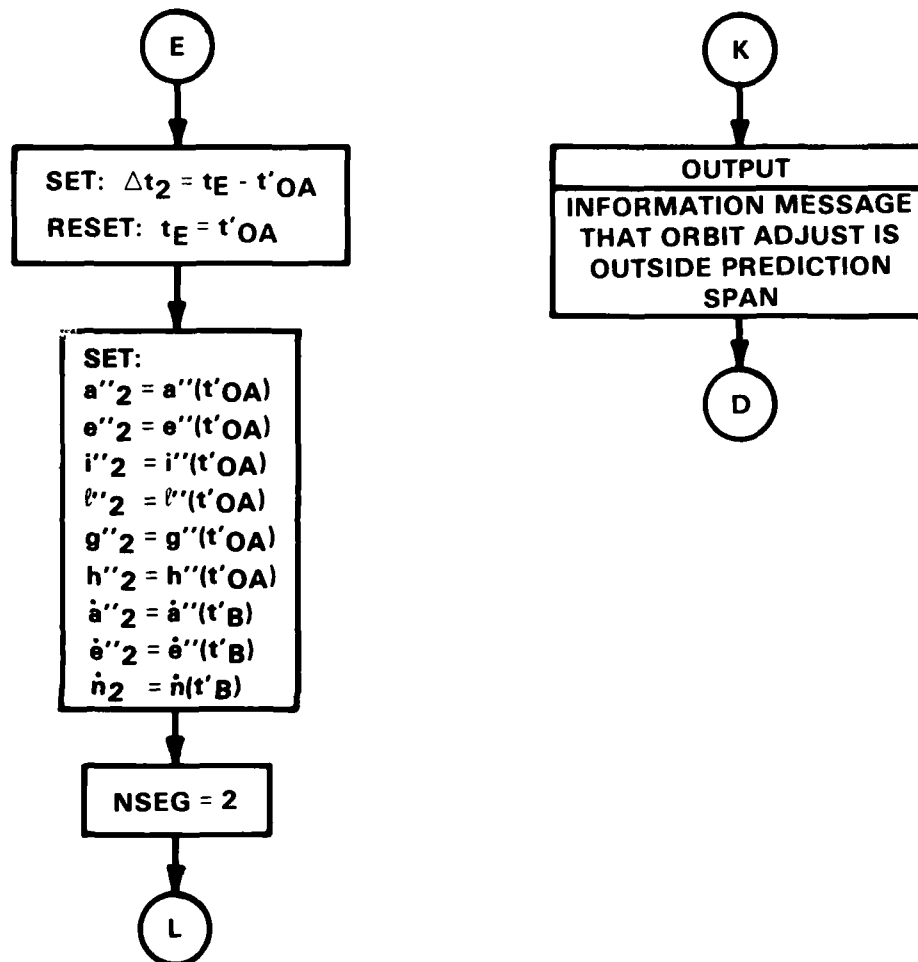 E
SET: Δt2 = tE - t'OA
RESET: tE = t'OA
SET:
a''2 = a''(t'OA)
e''2 = e''(t'OA)
i''2 = i''(t'OA)
ℓ''2 = ℓ''(t'OA)
g''2 = g''(t'OA)
h''2 = h''(t'OA)
ȧ''2 = ȧ''(t'B)
ė''2 = ė''(t'B)
ṅ2 = ṅ(t'B)
NSEG = 2
L
K
OUTPUT
INFORMATION MESSAGE
THAT ORBIT ADJUST IS
OUTSIDE PREDICTION
SPAN
D